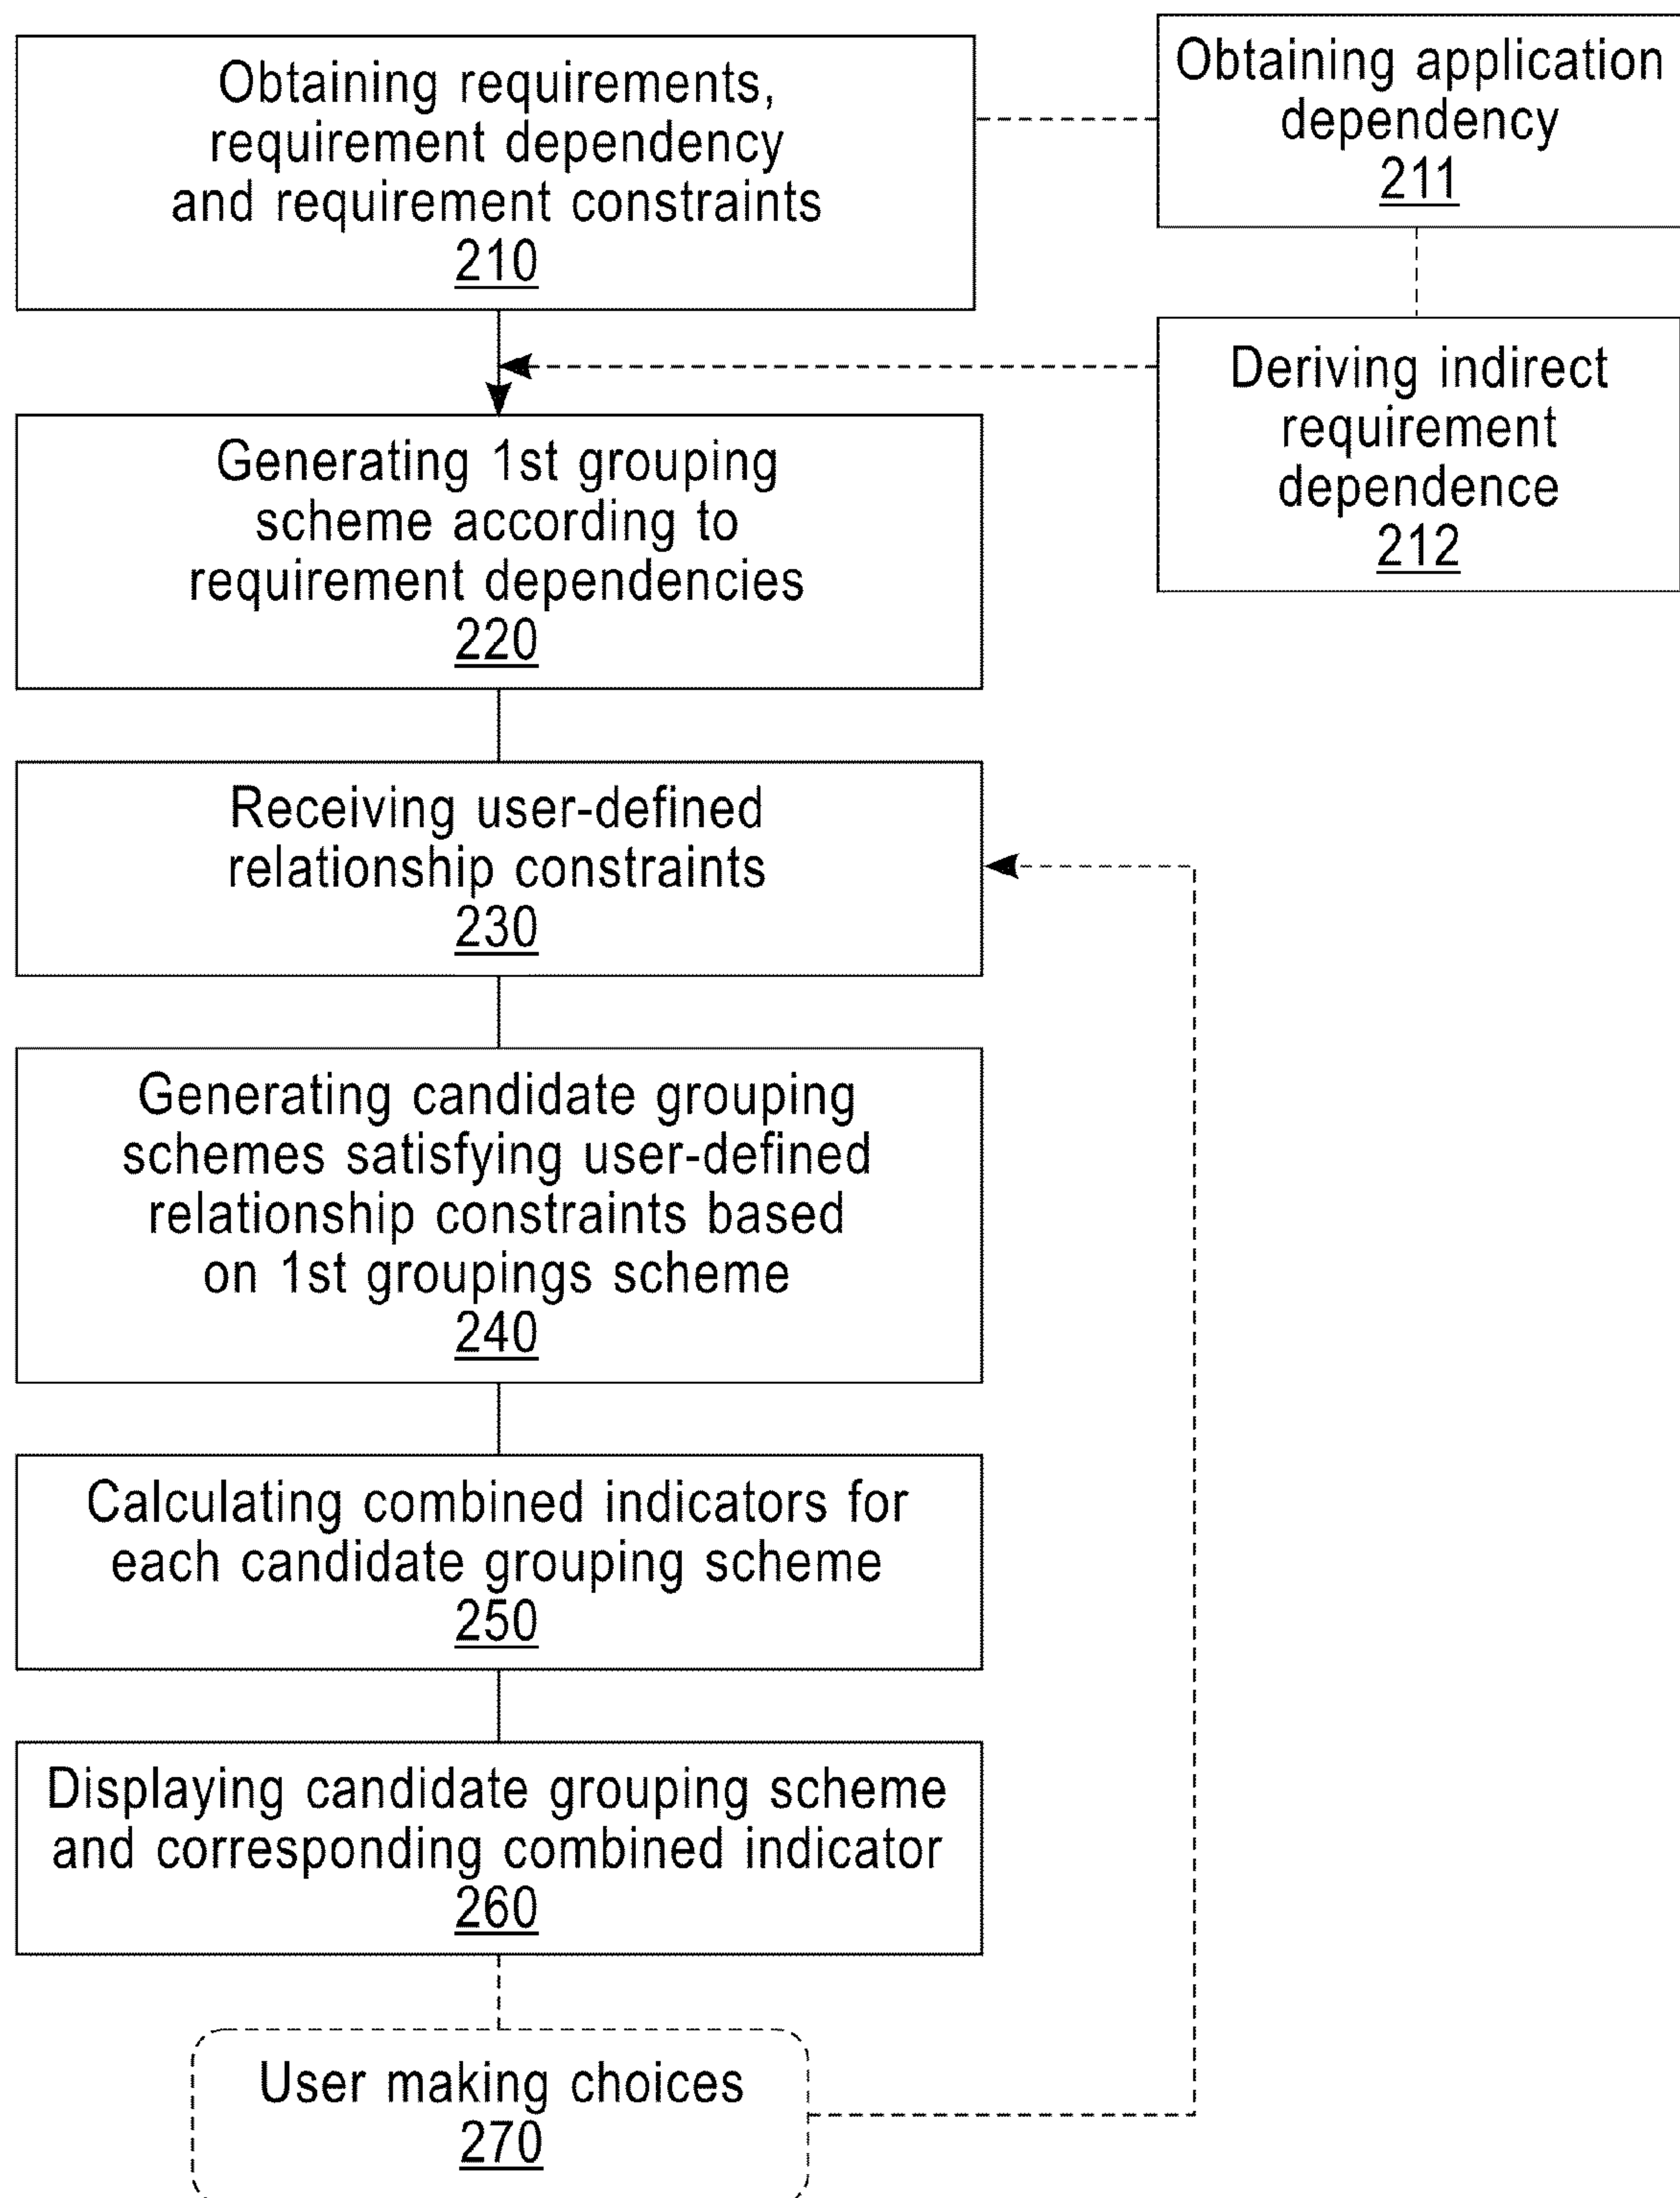 Obtaining requirements,
requirement dependency
and requirement constraints
210
Obtaining application
dependency
211
Deriving indirect
requirement
dependence
212
Generating 1st grouping
scheme according to
requirement dependencies
220
Receiving user-defined
relationship constraints
230
Generating candidate grouping
schemes satisfying user-defined
relationship constraints based
on 1st groupings scheme
240
Calculating combined indicators for
each candidate grouping scheme
250
Displaying candidate grouping scheme
and corresponding combined indicator
260
User making choices
270